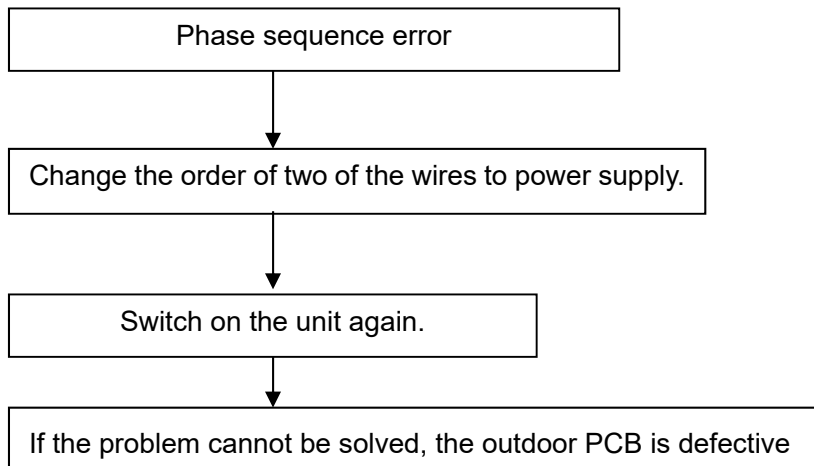 Phase sequence error
Change the order of two of the wires to power supply.
Switch on the unit again.
If the problem cannot be solved, the outdoor PCB is defective